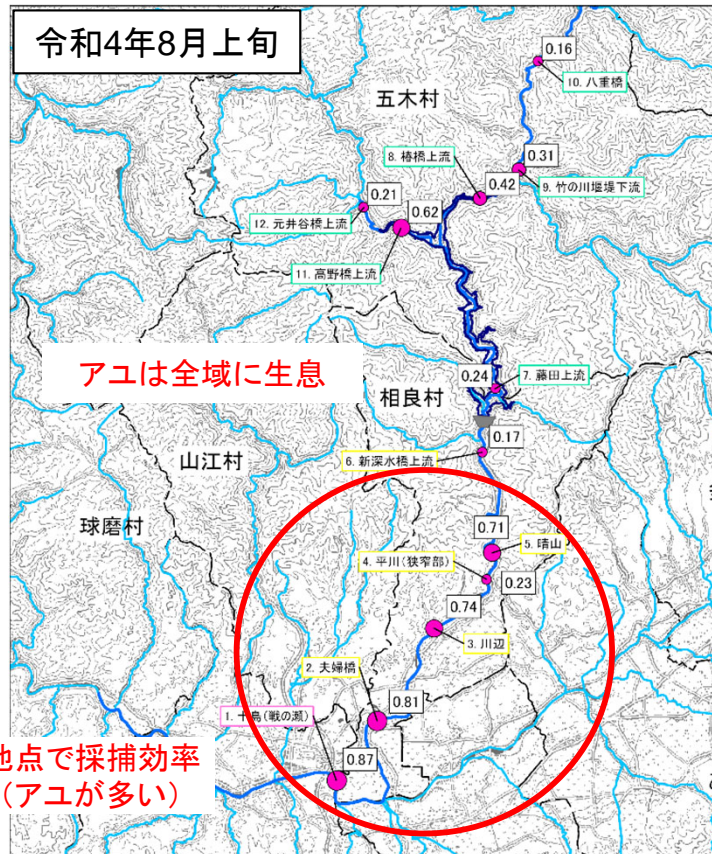 令和4年8月上旬
0.16
10. 八重橋
五木村
8. 椿橋上流
0.31
0.42
9. 竹の川堰堤下流
0.21
0.62
12. 元井谷橋上流
11. 高野橋上流
アユは全域に生息
0.24
7. 藤田上流
相良村
0.17
山江村
6. 新深水橋上流
球磨村
0.71
5. 晴山
4. 平川(狭窄部)
0.23
0.74
3. 川辺
2. 夫婦橋
0.81
1. 十島(戦の瀬)
地点で採捕効率
0.87
(アユが多い)